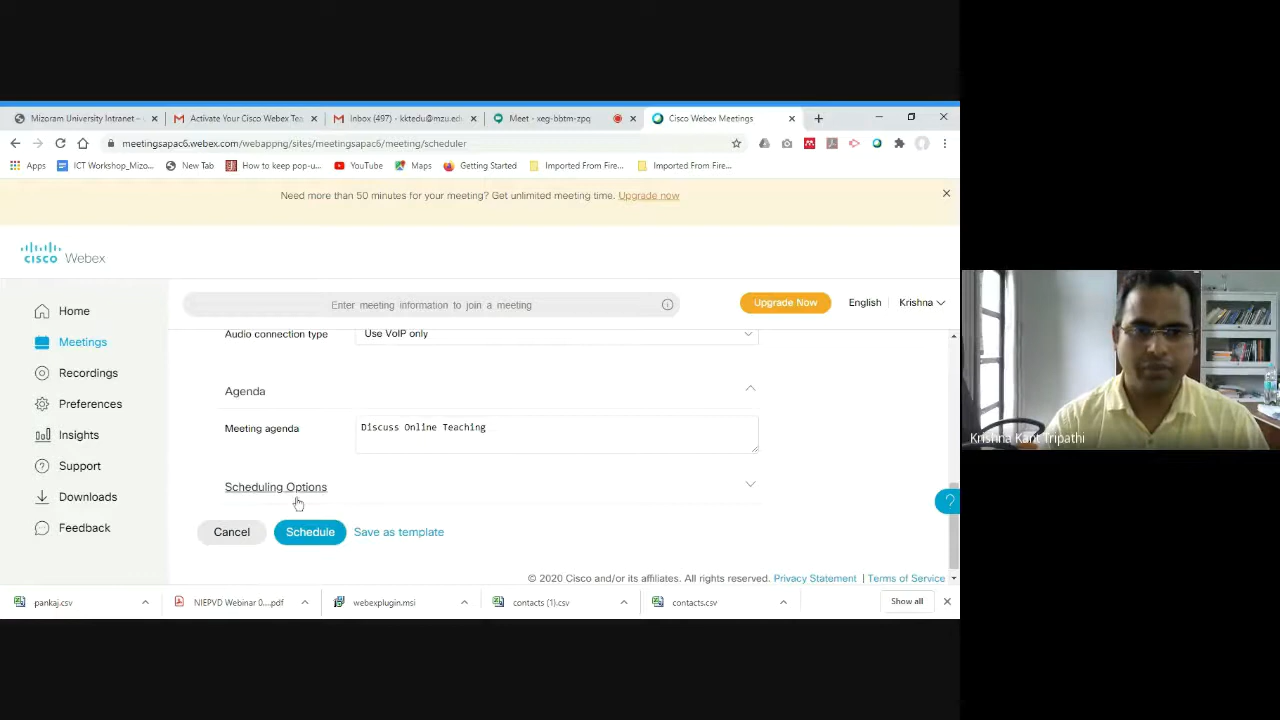 Mizoram University Intranet –
Activate Your Cisco Webex Tea
Inbox (497) - kktedu@mzu.edu.
Meet - xeg-bbtm-zpq
Cisco Webex Meetings
meetingsapac6.webex.com/webappng/sites/meetingsapac6/meeting/scheduler
Apps
ICT Workshop_Mizo...
New Tab
How to keep pop-u...
YouTube
Maps
Getting Started
Imported From Fire...
Imported From Fire...
Need more than 50 minutes for your meeting? Get unlimited meeting time. Upgrade now
CISCO Webex
Enter meeting information to join a meeting
Upgrade Now
English
Krishna
Home
Meetings
Recordings
Preferences
Insights
Support
Downloads
Feedback
Audio connection type
Use VoIP only
Agenda
Meeting agenda
Discuss Online Teaching
Scheduling Options
Cancel
Schedule
Save as template
© 2020 Cisco and/or its affiliates. All rights reserved. Privacy Statement | Terms of Service
?
pankaj.csv
NIEPVD Webinar 0....pdf
webexplugin.msi
contacts (1).csv
contacts.csv
Show all
Krishna Kant Tripathi